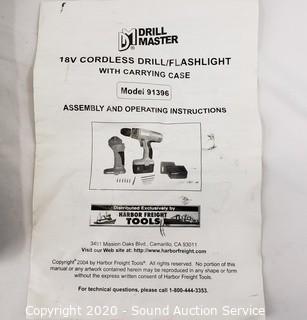 DM DRILL
MASTER
18V CORDLESS DRILL/FLASHLIGHT
WITH CARRYING CASE
Model 91396
ASSEMBLY AND OPERATING INSTRUCTIONS
Distributed Exclusively by
HARBOR FREIGHT
TOOLS
3491 Mission Oaks Blvd., Camarillo, CA 93011
Visit our Web site at: http://www.harborfreight.com
Copyright© 2004 by Harbor Freight Tools®. All rights reserved. No portion of this
manual or any artwork contained herein may be reproduced in any shape or form
without the express written consent of Harbor Freight Tools.
For technical questions, please call 1-800-444-3353.
Copyright 2020 - Sound Auction Service